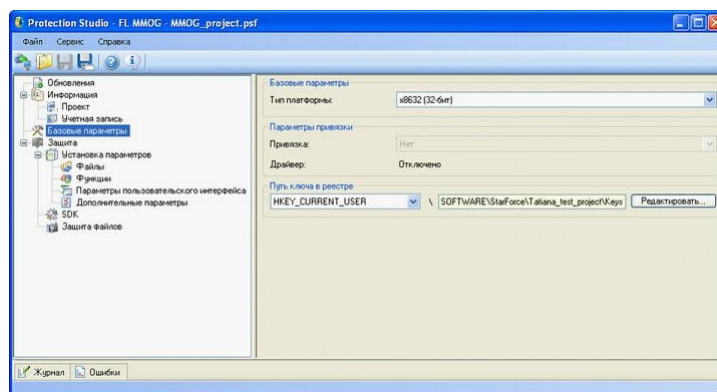 Protection Studio - FL MMOG - MMOG_project.psf
Файл Сервис Справка
Обновления
Информация
Проект
Учетная запись
Базовые параметры
Защита
Установка параметров
Файлы
Функции
Параметры пользовательского интерфейса
Дополнительные параметры
SDK
Защита файлов
Базовые параметры
Тип платформы: x8632 (32-бит)
Параметры привязки
Привязка: Нет
Драйвер: Отключено
Путь ключа в реестре
HKEY_CURRENT_USER \ SOFTWARE\StarForce\Tatiana_test_project\Keys Редактировать...
Журнал Ошибки